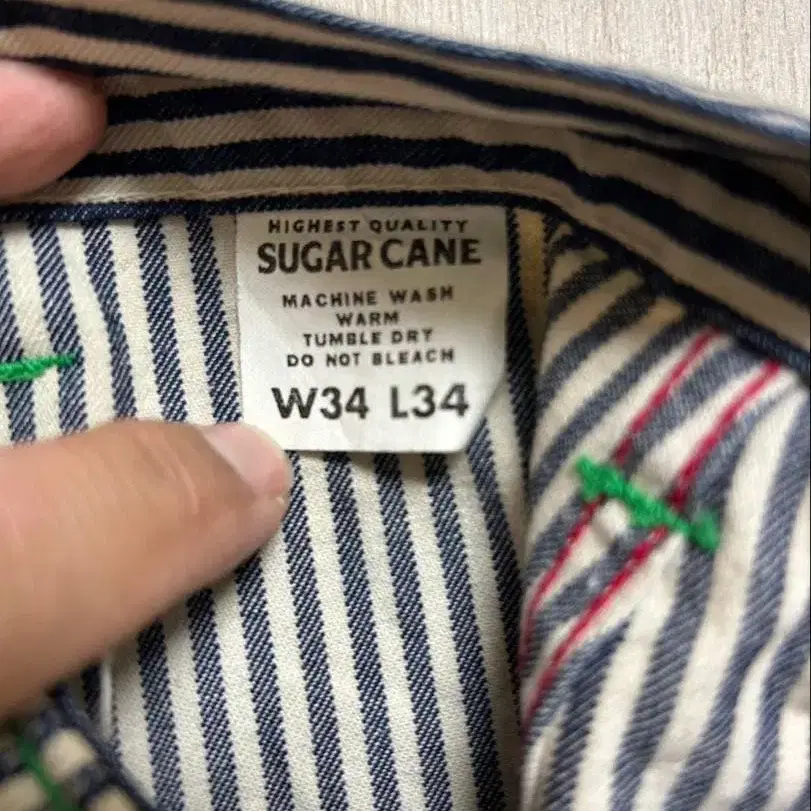 HIGHEST QUALITY
SUGAR CANE
MACHINE WASH
WARM
TUMBLE DRY
DO NOT BLEACH
W34 L34